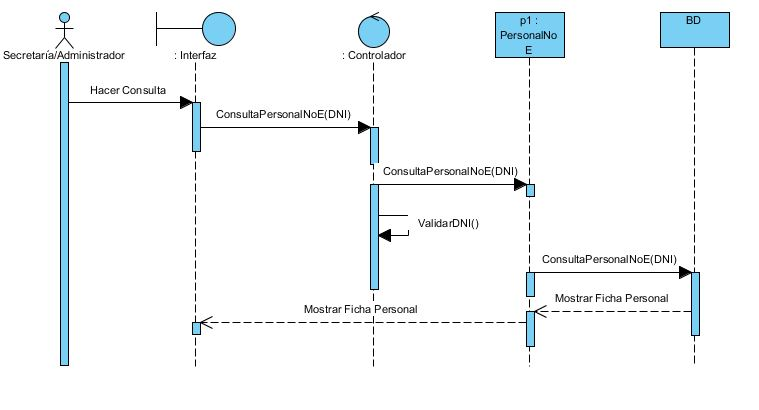 p1 :
PersonalNo
E
BD
Secretaría/Administrador
: Interfaz
: Controlador
Hacer Consulta
ConsultaPersonalNoE(DNI)
ConsultaPersonalNoE(DNI)
ValidarDNI()
ConsultaPersonalNoE(DNI)
Mostrar Ficha Personal
Mostrar Ficha Personal